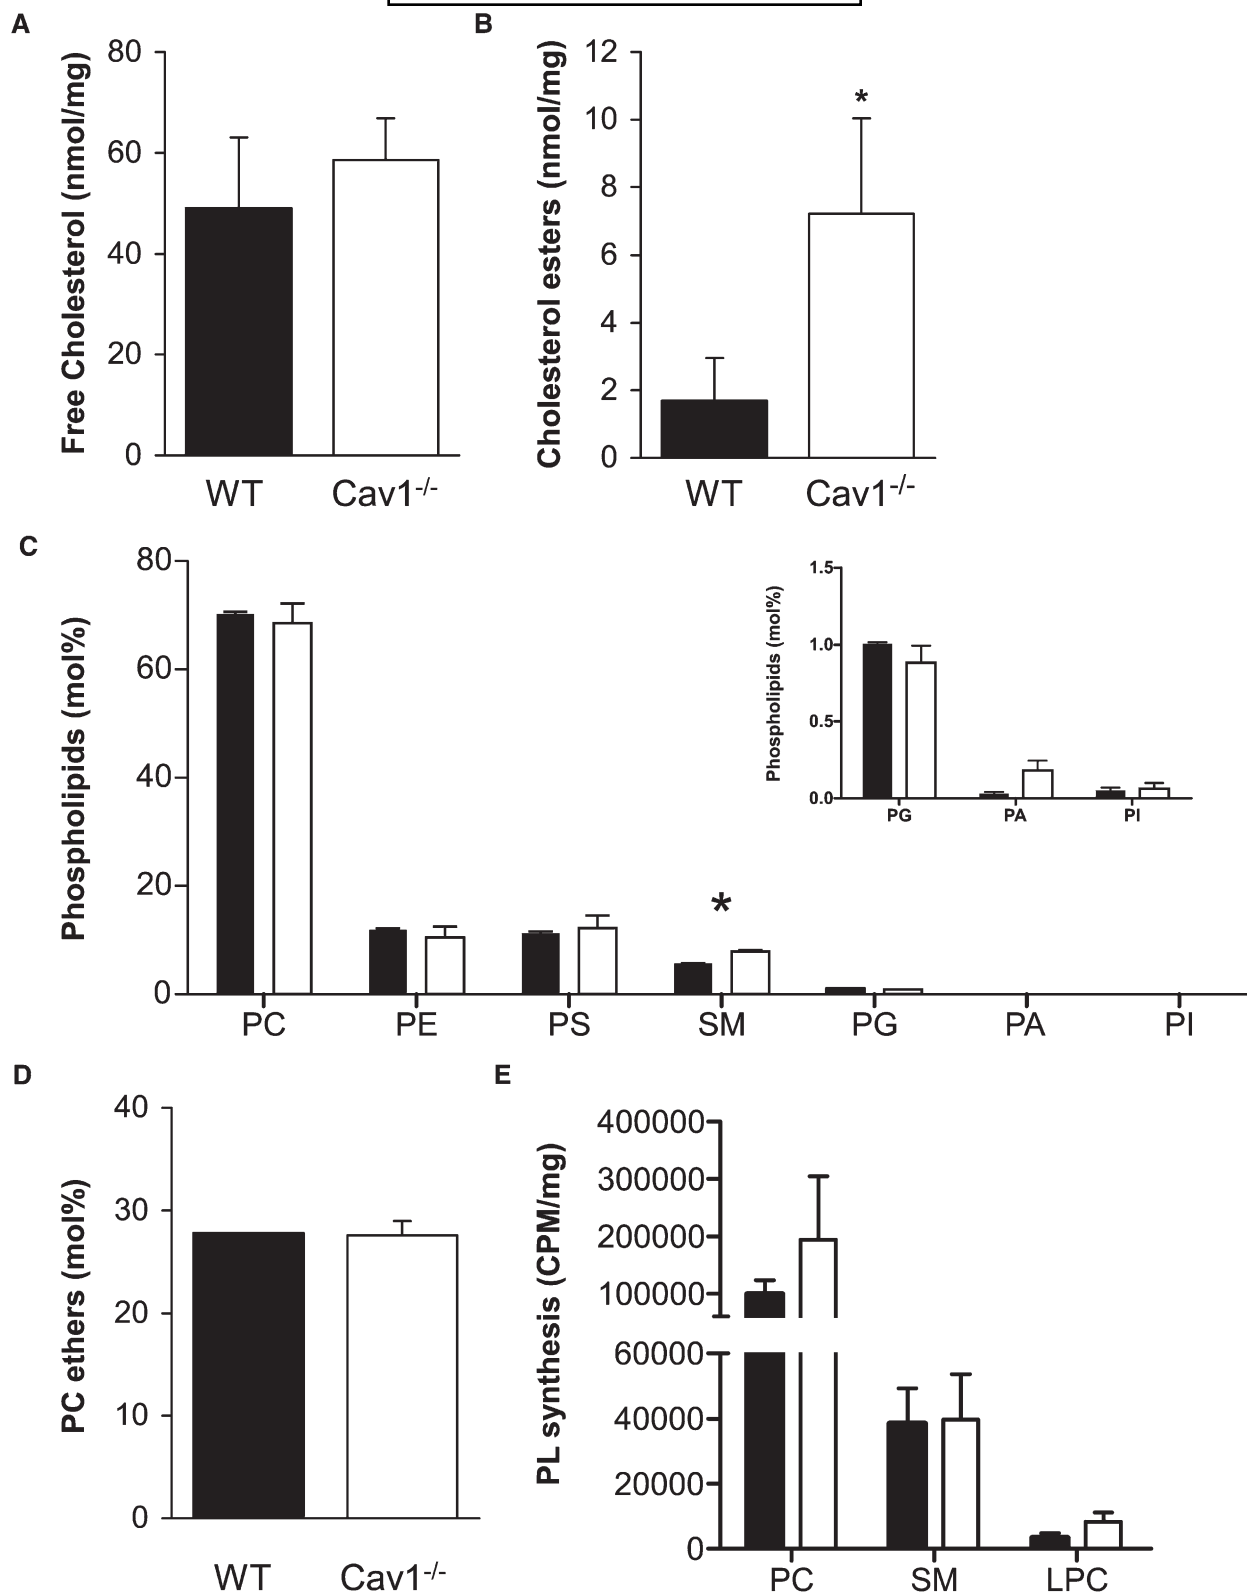 A
Free Cholesterol (nmol/mg)
80
60
40
20
0
WT Cav1-/-
B
Cholesterol esters (nmol/mg)
12
10
8
6
4
2
0
*
WT Cav1-/-
C
Phospholipids (mol%)
80
60
40
20
0
*
PC PE PS SM PG PA PI
Phospholipids (mol%)
1.5
1.0
0.5
0.0
PG PA PI
D
PC ethers (mol%)
40
30
20
10
0
WT Cav1-/-
E
PL synthesis (CPM/mg)
400000
300000
200000
100000
60000
40000
20000
0
PC SM LPC